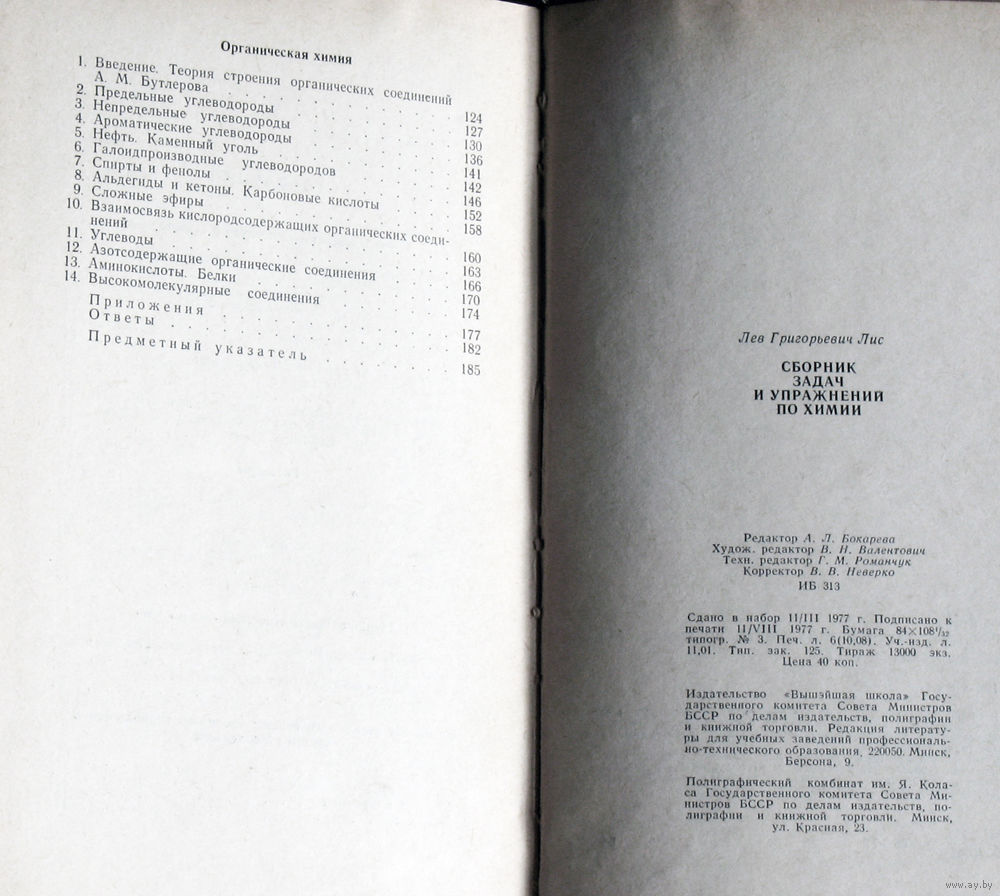 Органическая химия
1. Введение. Теория строения органических соединений
А. М. Бутлерова . . . . . . . . . . 124
2. Предельные углеводороды . . . . . . . 127
3. Непредельные углеводороды . . . . . . . 130
4. Ароматические углеводороды . . . . . . . 136
5. Нефть. Каменный уголь . . . . . . . . 141
6. Галоидпроизводные углеводородов . . . . . 142
7. Спирты и фенолы . . . . . . . . . 146
8. Альдегиды и кетоны. Карбоновые кислоты . . . . 152
9. Сложные эфиры . . . . . . . . . . 158
10. Взаимосвязь кислородсодержащих органических соеди-
нений . . . . . . . . . . . . 160
11. Углеводы . . . . . . . . . . . 163
12. Азотсодержащие органические соединения . . . . 166
13. Аминокислоты. Белки . . . . . . . . 170
14. Высокомолекулярные соединения . . . . . . 174
Приложения . . . . . . . . . . 177
Ответы . . . . . . . . . . . . 182
Предметный указатель . . . . . . 185
Лев Григорьевич Лис
СБОРНИК
ЗАДАЧ
И УПРАЖНЕНИЙ
ПО ХИМИИ
Редактор А. Л. Бокарева
Худож. редактор В. Н. Валентович
Техн. редактор Г. М. Романчук
Корректор В. В. Неверко
ИБ 313
Сдано в набор 11/III 1977 г. Подписано к
печати 11/VIII 1977 г. Бумага 84×108¹/₃₂
типогр. № 3. Печ. л. 6(10,08). Уч.-изд. л.
11,01. Тип. зак. 125. Тираж 13000 экз.
Цена 40 коп.
Издательство «Вышэйшая школа» Госу-
дарственного комитета Совета Министров
БССР по делам издательств, полиграфии
и книжной торговли. Редакция литерату-
ры для учебных заведений профессиональ-
но-технического образования. 220050. Минск,
Берсона, 9.
Полиграфический комбинат им. Я. Кола-
са Государственного комитета Совета Ми-
нистров БССР по делам издательств, по-
лиграфии и книжной торговли. Минск,
ул. Красная, 23.
www.ay.by